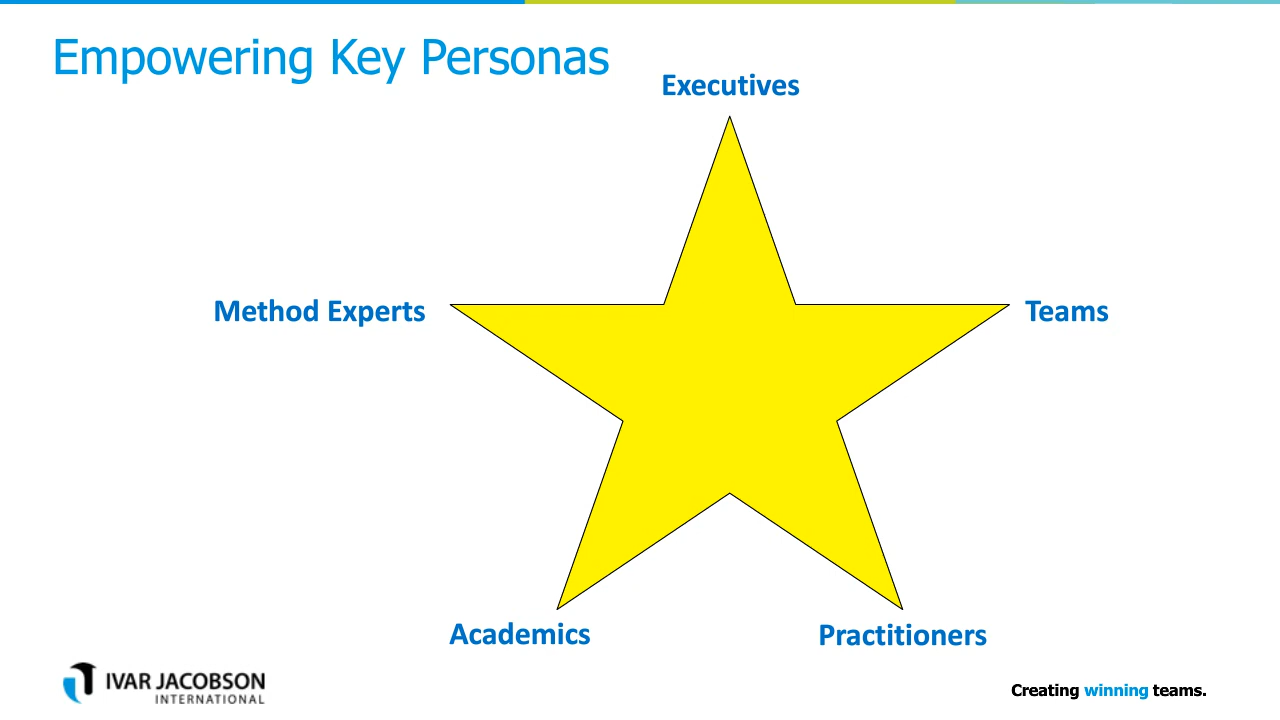 Empowering Key Personas
Executives
Method Experts
Teams
Academics
Practitioners
IVAR JACOBSON
INTERNATIONAL
Creating winning teams.